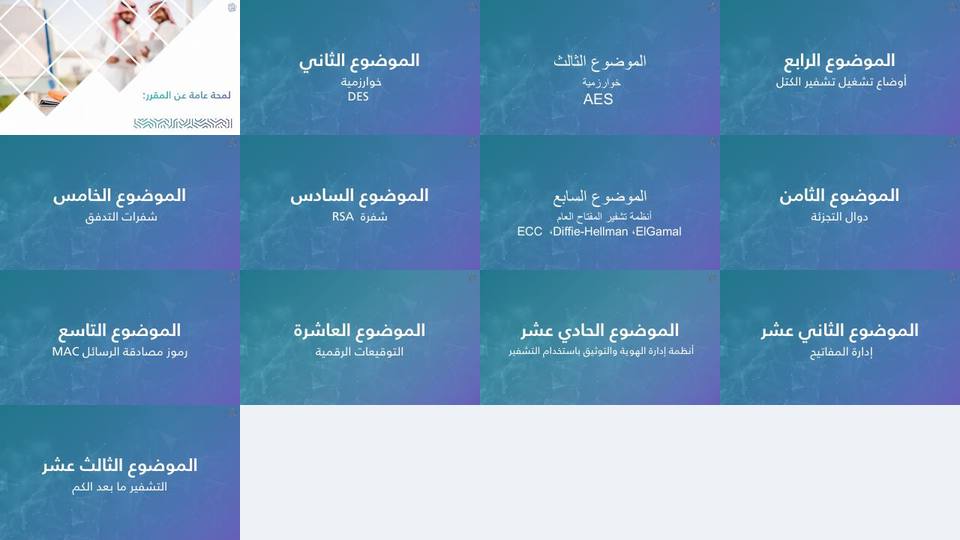 لمحة عامة عن المقرر:
الموضوع الثاني
خوارزمية
DES
الموضوع الثالث
خوارزمية
AES
الموضوع الرابع
أوضاع تشغيل تشفير الكتل
الموضوع الخامس
شفرات التدفق
الموضوع السادس
شفرة RSA
الموضوع السابع
أنظمة تشفير المفتاح العام
ECC ،Diffie-Hellman ،ElGamal
الموضوع الثامن
دوال التجزئة
الموضوع التاسع
رموز مصادقة الرسائل MAC
الموضوع العاشرة
التوقيعات الرقمية
الموضوع الحادي عشر
أنظمة إدارة الهوية والتوثيق باستخدام التشفير
الموضوع الثاني عشر
إدارة المفاتيح
الموضوع الثالث عشر
التشفير ما بعد الكم